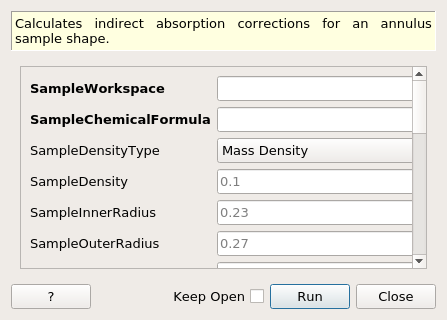 Calculates indirect absorption corrections for an annulus
sample shape.
SampleWorkspace
SampleChemicalFormula
SampleDensityType Mass Density
SampleDensity 0.1
SampleInnerRadius 0.23
SampleOuterRadius 0.27
? Keep Open Run Close